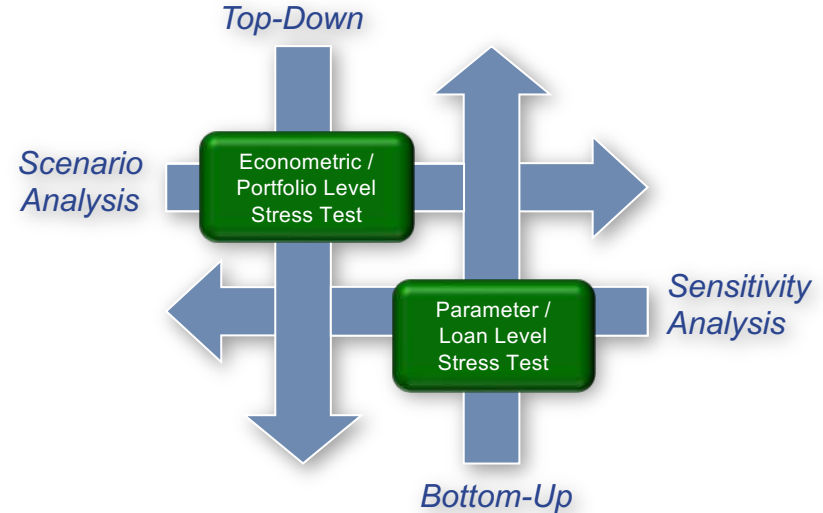 Top-Down
Scenario
Analysis
Econometric /
Portfolio Level
Stress Test
Parameter /
Loan Level
Stress Test
Sensitivity
Analysis
Bottom-Up